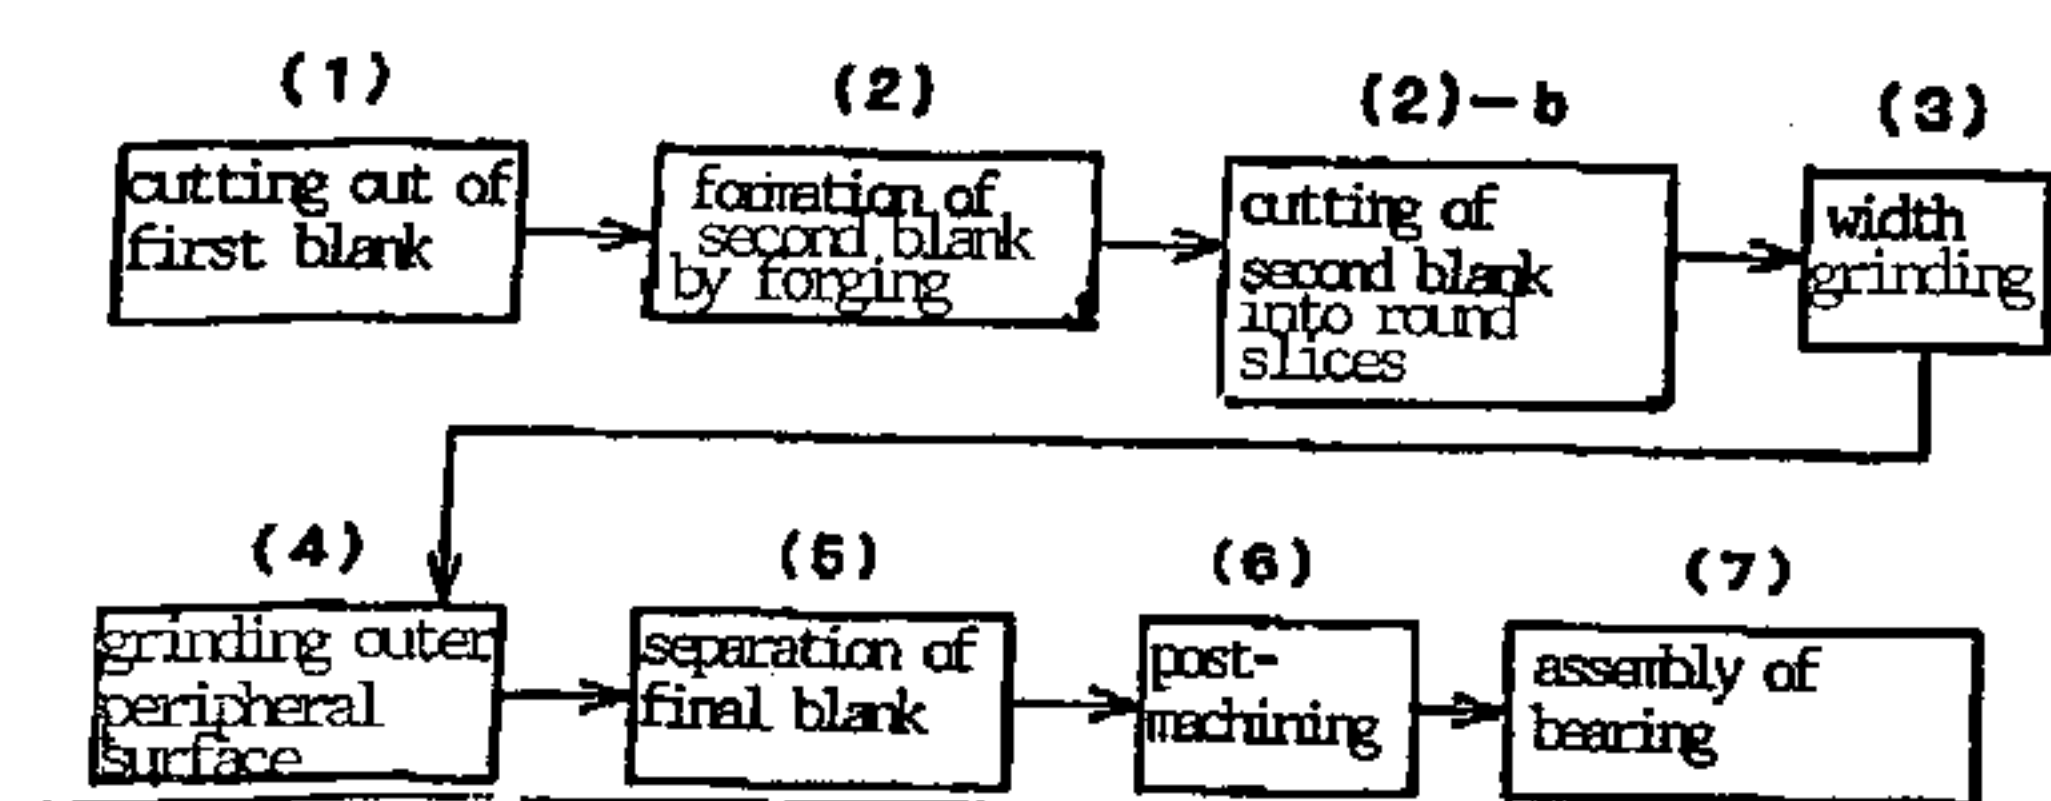 (1) (2) (2)-b (3)
cutting out of
first blank
formation of
second blank
by forging
cutting of
second blank
into round
slices
width
grinding
(4) (5) (6) (7)
grinding outer
peripheral
surface
separation of
final blank
post-
machining
assembly of
bearing